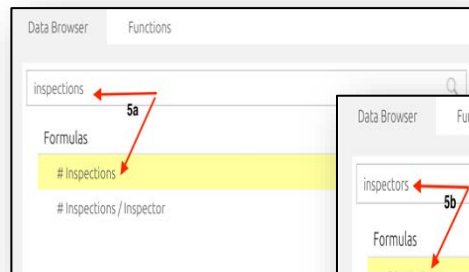 Data Browser Functions
inspections
5a
Formulas
# Inspections
# Inspections / Inspector
Data Browser
inspectors
5b
Formulas